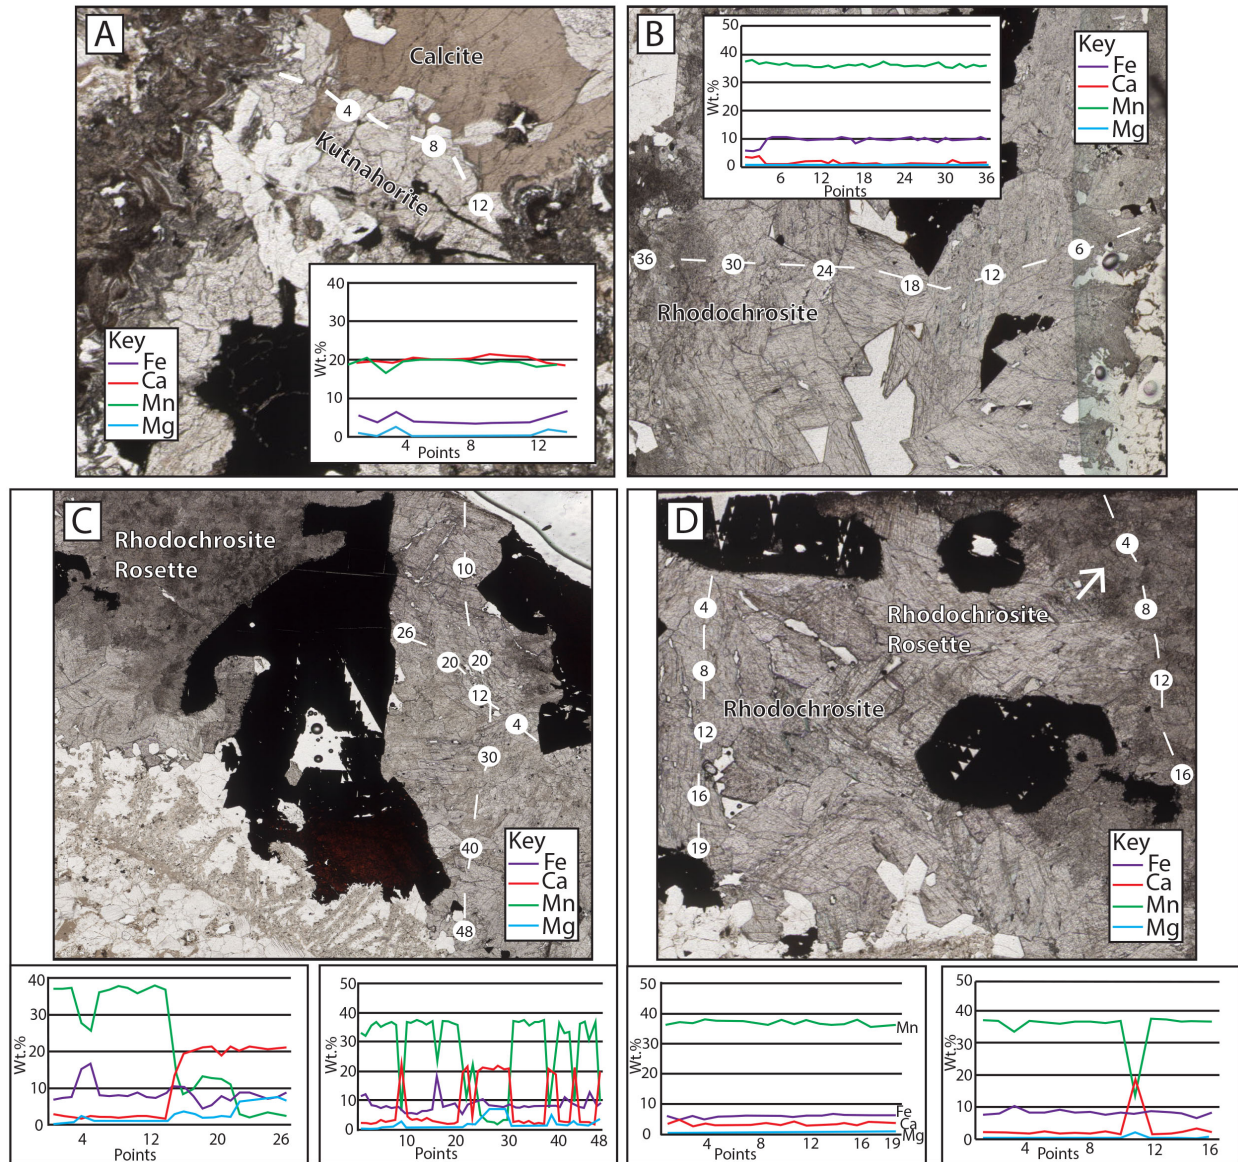 A
Calcite
4
8
Kutnahorite
12
Key
Fe
Ca
Mn
Mg
40
30
20
10
0
Wt.%
4
8
12
Points
B
50
40
30
20
10
0
Wt.%
6
12
18
24
30
36
Points
Key
Fe
Ca
Mn
Mg
36
30
24
18
12
6
Rhodochrosite
C
Rhodochrosite
Rosette
10
26
20
20
12
4
30
40
48
Key
Fe
Ca
Mn
Mg
40
30
20
10
0
Wt.%
4
12
20
26
Points
50
40
30
20
10
0
Wt.%
10
20
30
40
48
Points
D
4
8
12
16
Rhodochrosite
Rosette
4
8
12
16
19
Rhodochrosite
Key
Fe
Ca
Mn
Mg
50
40
30
20
10
0
Wt.%
Mn
Fe
Ca
Mg
4
8
12
16
19
Points
50
40
30
20
10
0
Wt.%
4
8
12
16
Points